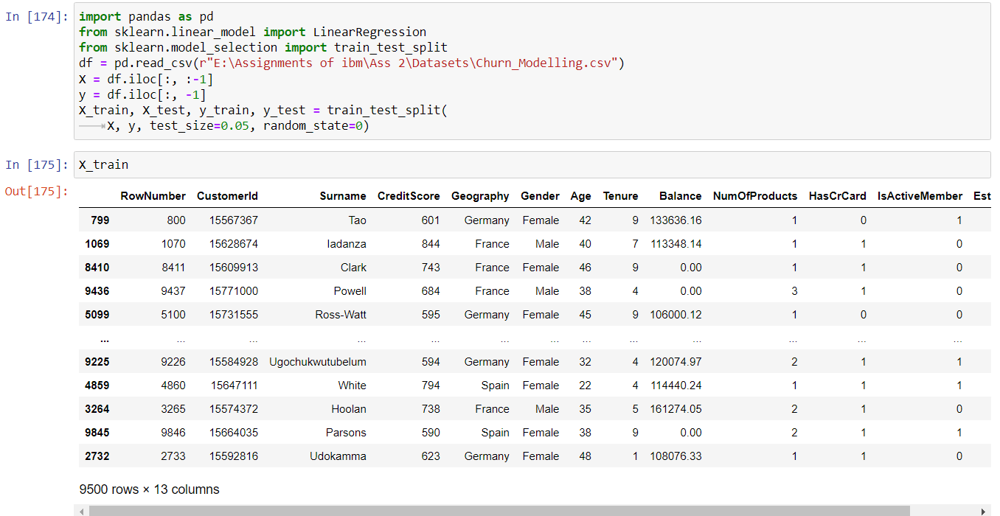 In [174]: import pandas as pd
from sklearn.linear_model import LinearRegression
from sklearn.model_selection import train_test_split
df = pd.read_csv(r"E:\Assignments of ibm\Ass 2\Datasets\Churn_Modelling.csv")
X = df.iloc[:, :-1]
y = df.iloc[:, -1]
X_train, X_test, y_train, y_test = train_test_split(
X, y, test_size=0.05, random_state=0)
In [175]: X_train
Out[175]:
RowNumber CustomerId Surname CreditScore Geography Gender Age Tenure Balance NumOfProducts HasCrCard IsActiveMember Est
799 800 15567367 Tao 601 Germany Female 42 9 133636.16 1 0 1
1069 1070 15628674 Iadanza 844 France Male 40 7 113348.14 1 1 0
8410 8411 15609913 Clark 743 France Female 46 9 0.00 1 1 0
9436 9437 15771000 Powell 684 France Male 38 4 0.00 3 1 0
5099 5100 15731555 Ross-Watt 595 Germany Female 45 9 106000.12 1 0 0
... ... ... ... ... ... ... ... ... ... ... ... ...
9225 9226 15584928 Ugochukwutubelum 594 Germany Female 32 4 120074.97 2 1 1
4859 4860 15647111 White 794 Spain Female 22 4 114440.24 1 1 1
3264 3265 15574372 Hoolan 738 France Male 35 5 161274.05 2 1 0
9845 9846 15664035 Parsons 590 Spain Female 38 9 0.00 2 1 1
2732 2733 15592816 Udokamma 623 Germany Female 48 1 108076.33 1 1 0
9500 rows × 13 columns